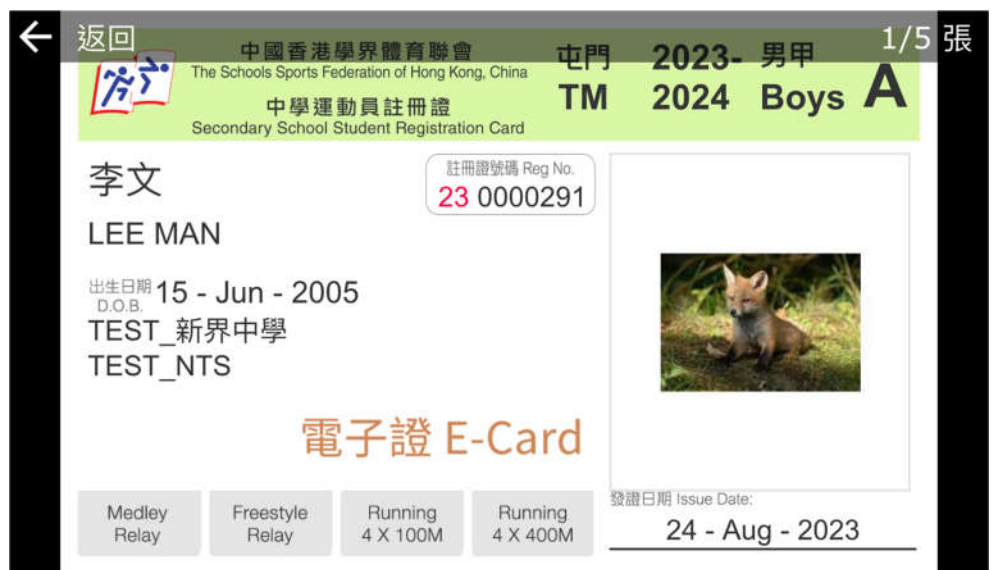 返回
1/5 張
中國香港學界體育聯會
The Schools Sports Federation of Hong Kong, China
中學運動員註冊證
Secondary School Student Registration Card
屯門
TM
2023-
2024
男甲
Boys
A
李文
LEE MAN
註冊證號碼 Reg No.
23 0000291
出生日期
D.O.B.
15 - Jun - 2005
TEST_新界中學
TEST_NTS
電子證 E-Card
Medley
Relay
Freestyle
Relay
Running
4 X 100M
Running
4 X 400M
發證日期 Issue Date:
24 - Aug - 2023